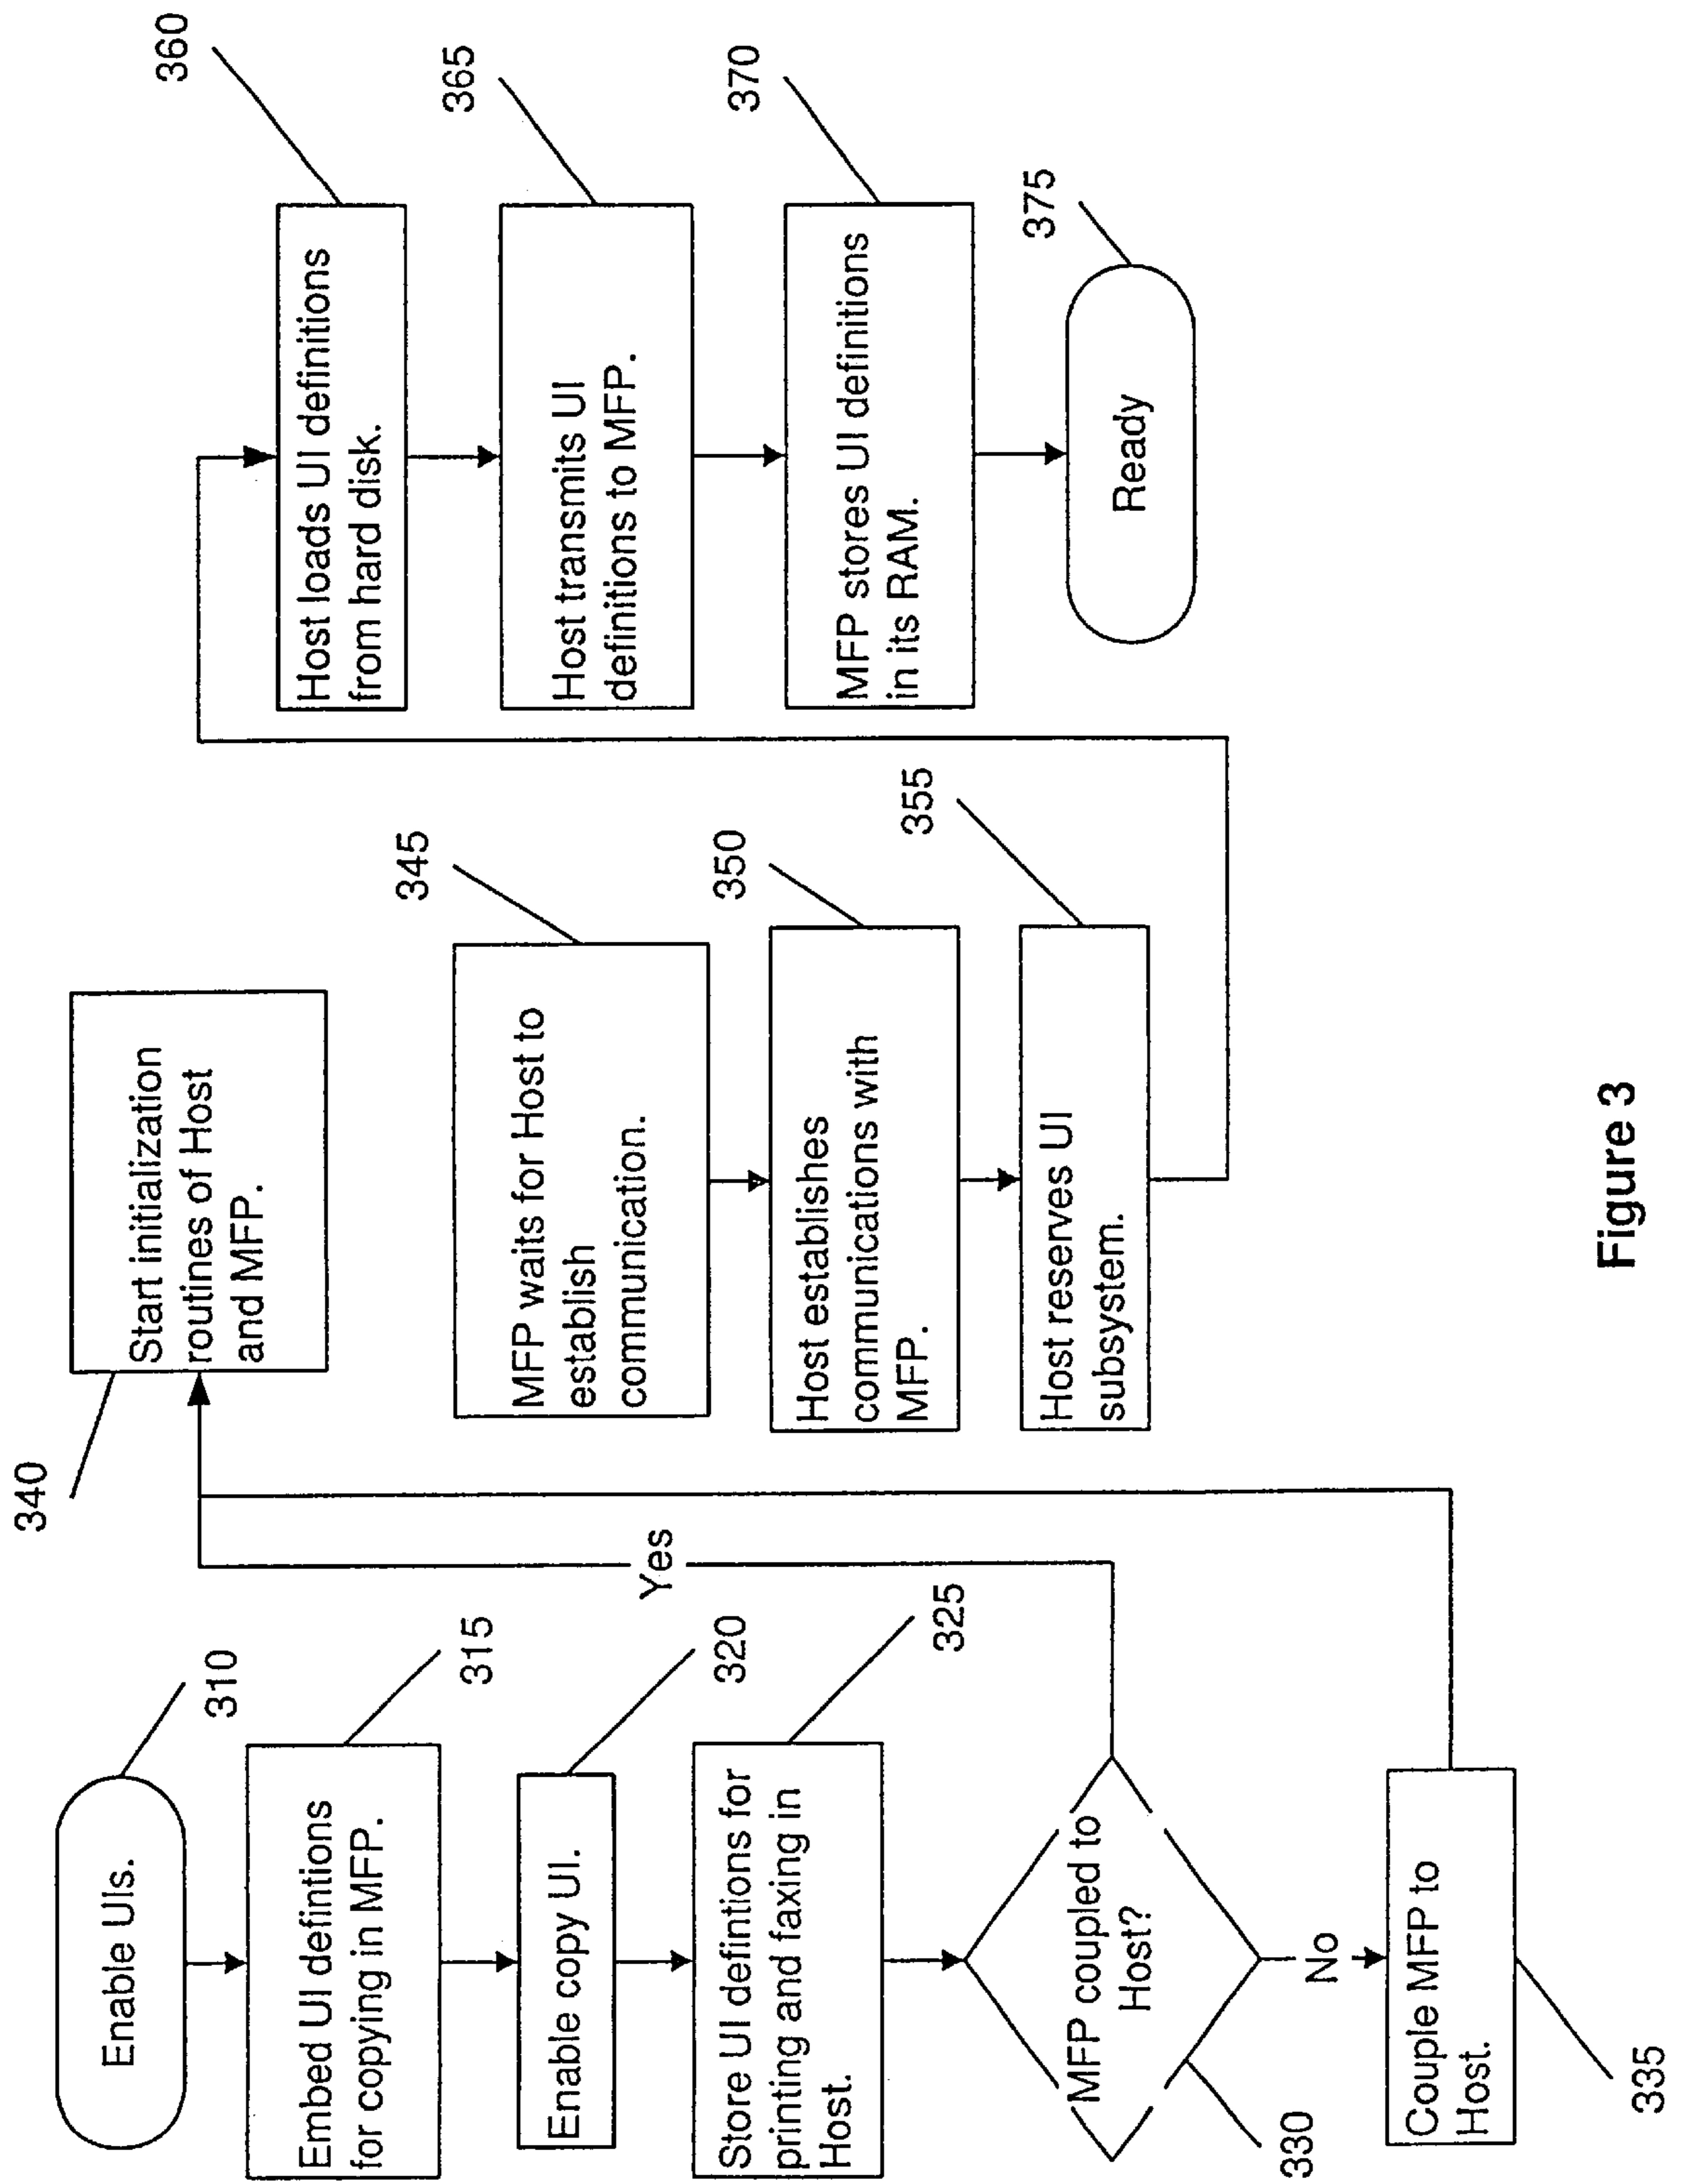 310
Enable UIs.
315
Embed UI defintions
for copying in MFP.
320
Enable copy UI.
325
Store UI defintions for
printing and faxing in
Host.
330
MFP coupled to
Host?
Yes
No
335
Couple MFP to
Host.
340
Start initialization
routines of Host
and MFP.
345
MFP waits for Host to
establish
communication.
350
Host establishes
communications with
MFP.
355
Host reserves UI
subsystem.
360
Host loads UI definitions
from hard disk.
365
Host transmits UI
definitions to MFP.
370
MFP stores UI definitions
in its RAM.
375
Ready
Figure 3